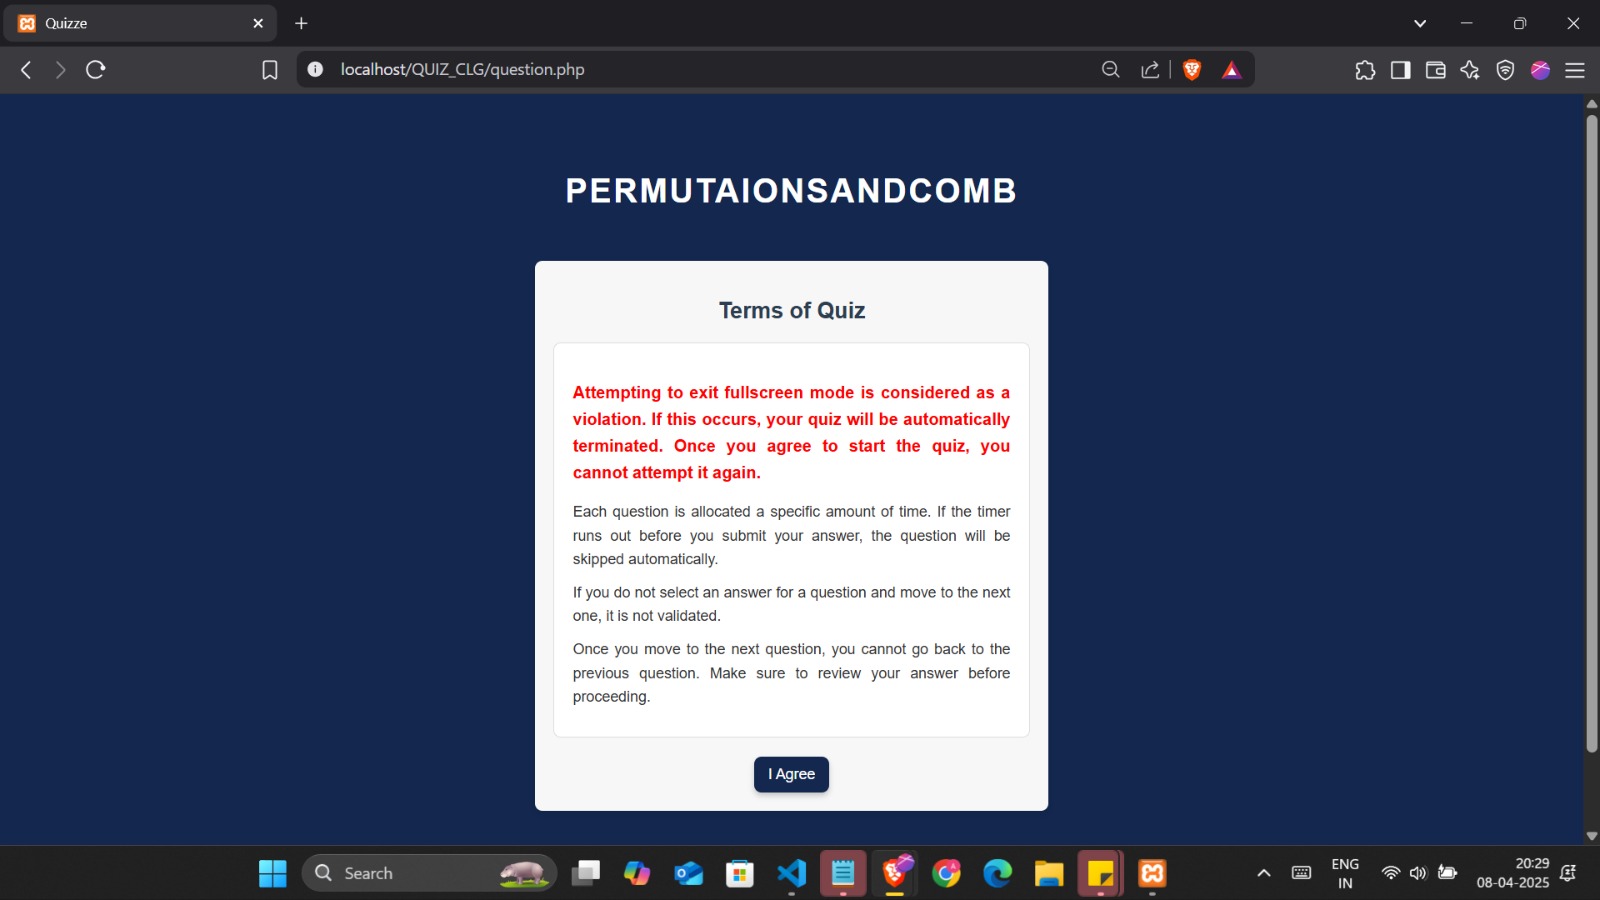 Quizze
localhost/QUIZ_CLG/question.php
PERMUTAIONSANDCOMB
Terms of Quiz
Attempting to exit fullscreen mode is considered as a
violation. If this occurs, your quiz will be automatically
terminated. Once you agree to start the quiz, you
cannot attempt it again.
Each question is allocated a specific amount of time. If the timer
runs out before you submit your answer, the question will be
skipped automatically.
If you do not select an answer for a question and move to the next
one, it is not validated.
Once you move to the next question, you cannot go back to the
previous question. Make sure to review your answer before
proceeding.
I Agree
Search
ENG
IN
20:29
08-04-2025